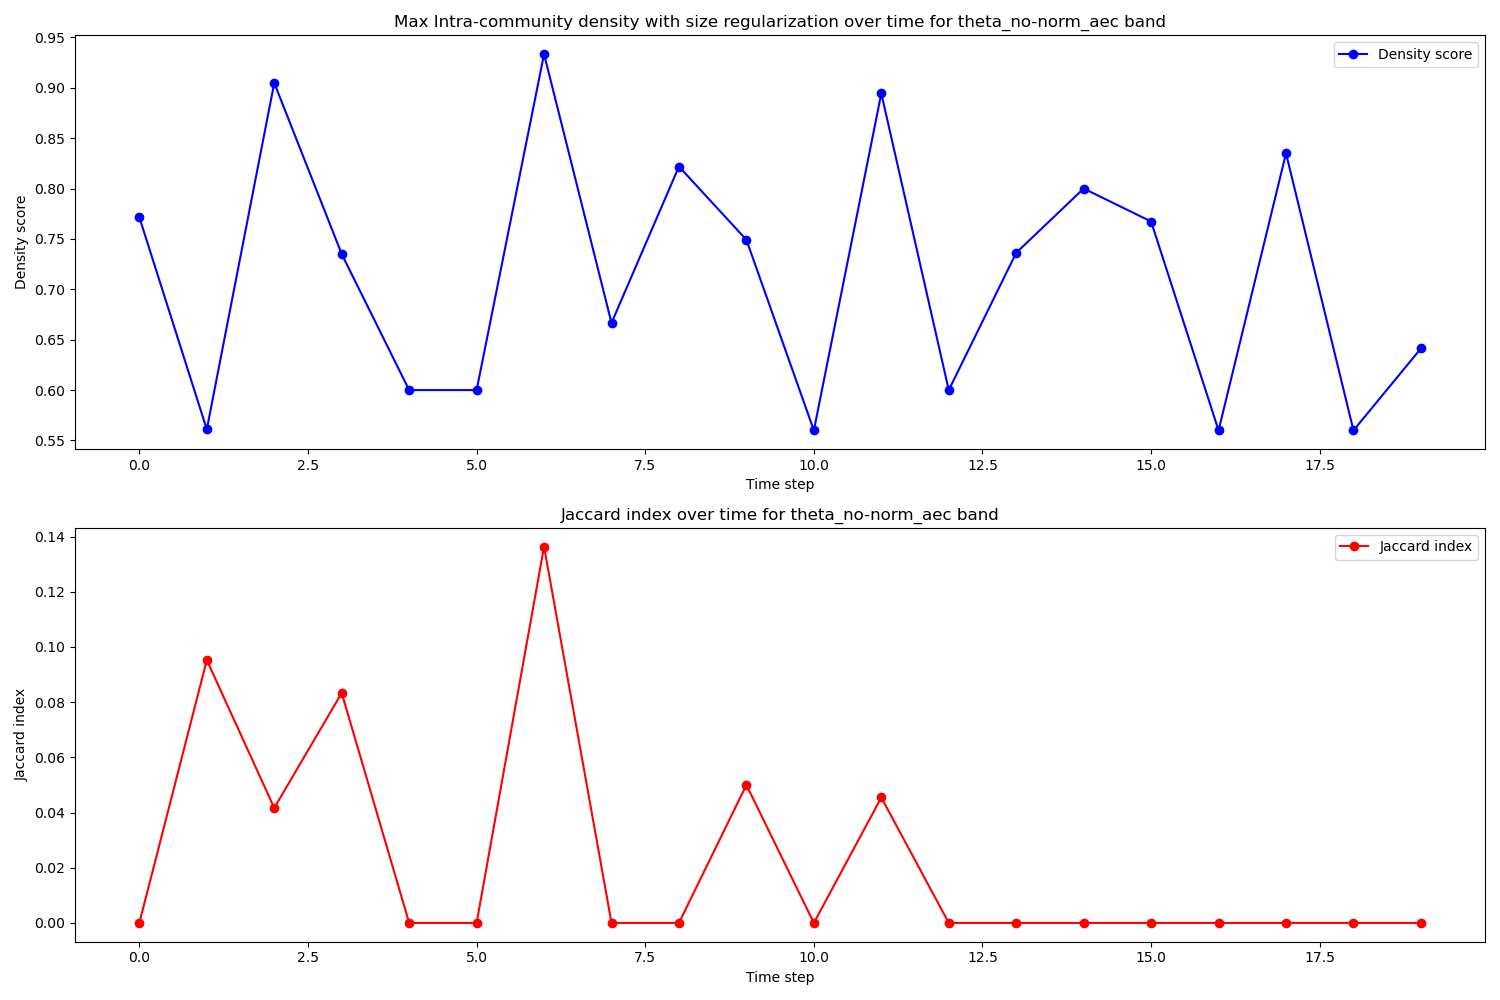 Max Intra-community density with size regularization over time for theta_no-norm_aec band
Density score
0.95
0.90
0.85
0.80
0.75
0.70
0.65
0.60
0.55
Density score
0.0 2.5 5.0 7.5 10.0 12.5 15.0 17.5
Time step
Jaccard index over time for theta_no-norm_aec band
Jaccard index
0.14
0.12
0.10
0.08
0.06
0.04
0.02
0.00
Jaccard index
0.0 2.5 5.0 7.5 10.0 12.5 15.0 17.5
Time step